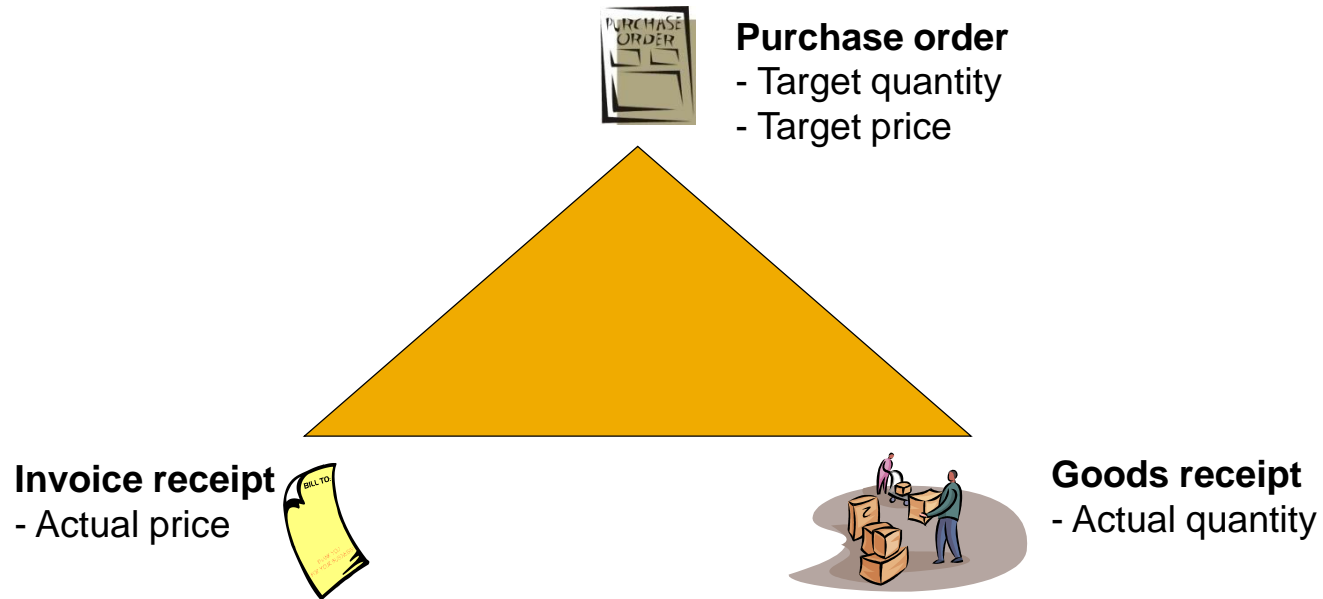 PURCHASE
ORDER
Purchase order
- Target quantity
- Target price
Invoice receipt
- Actual price
BILL TO:
Goods receipt
- Actual quantity